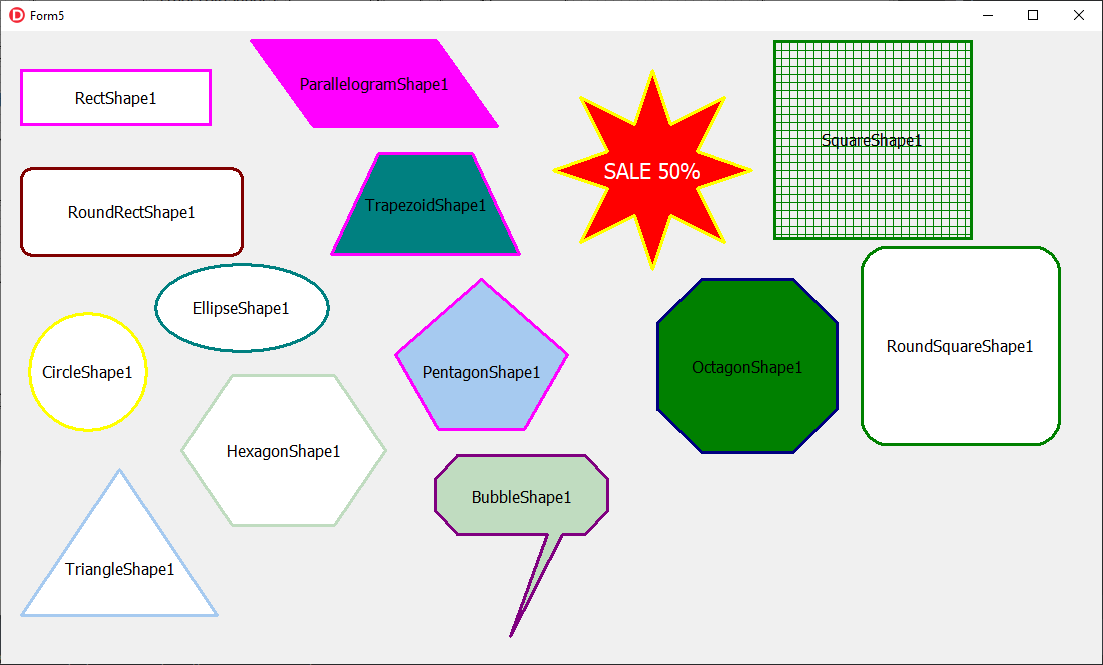 Form5
ParallelogramShape1
RectShape1
SquareShape1
SALE 50%
TrapezoidShape1
RoundRectShape1
EllipseShape1
RoundSquareShape1
CircleShape1
PentagonShape1
OctagonShape1
HexagonShape1
BubbleShape1
TriangleShape1